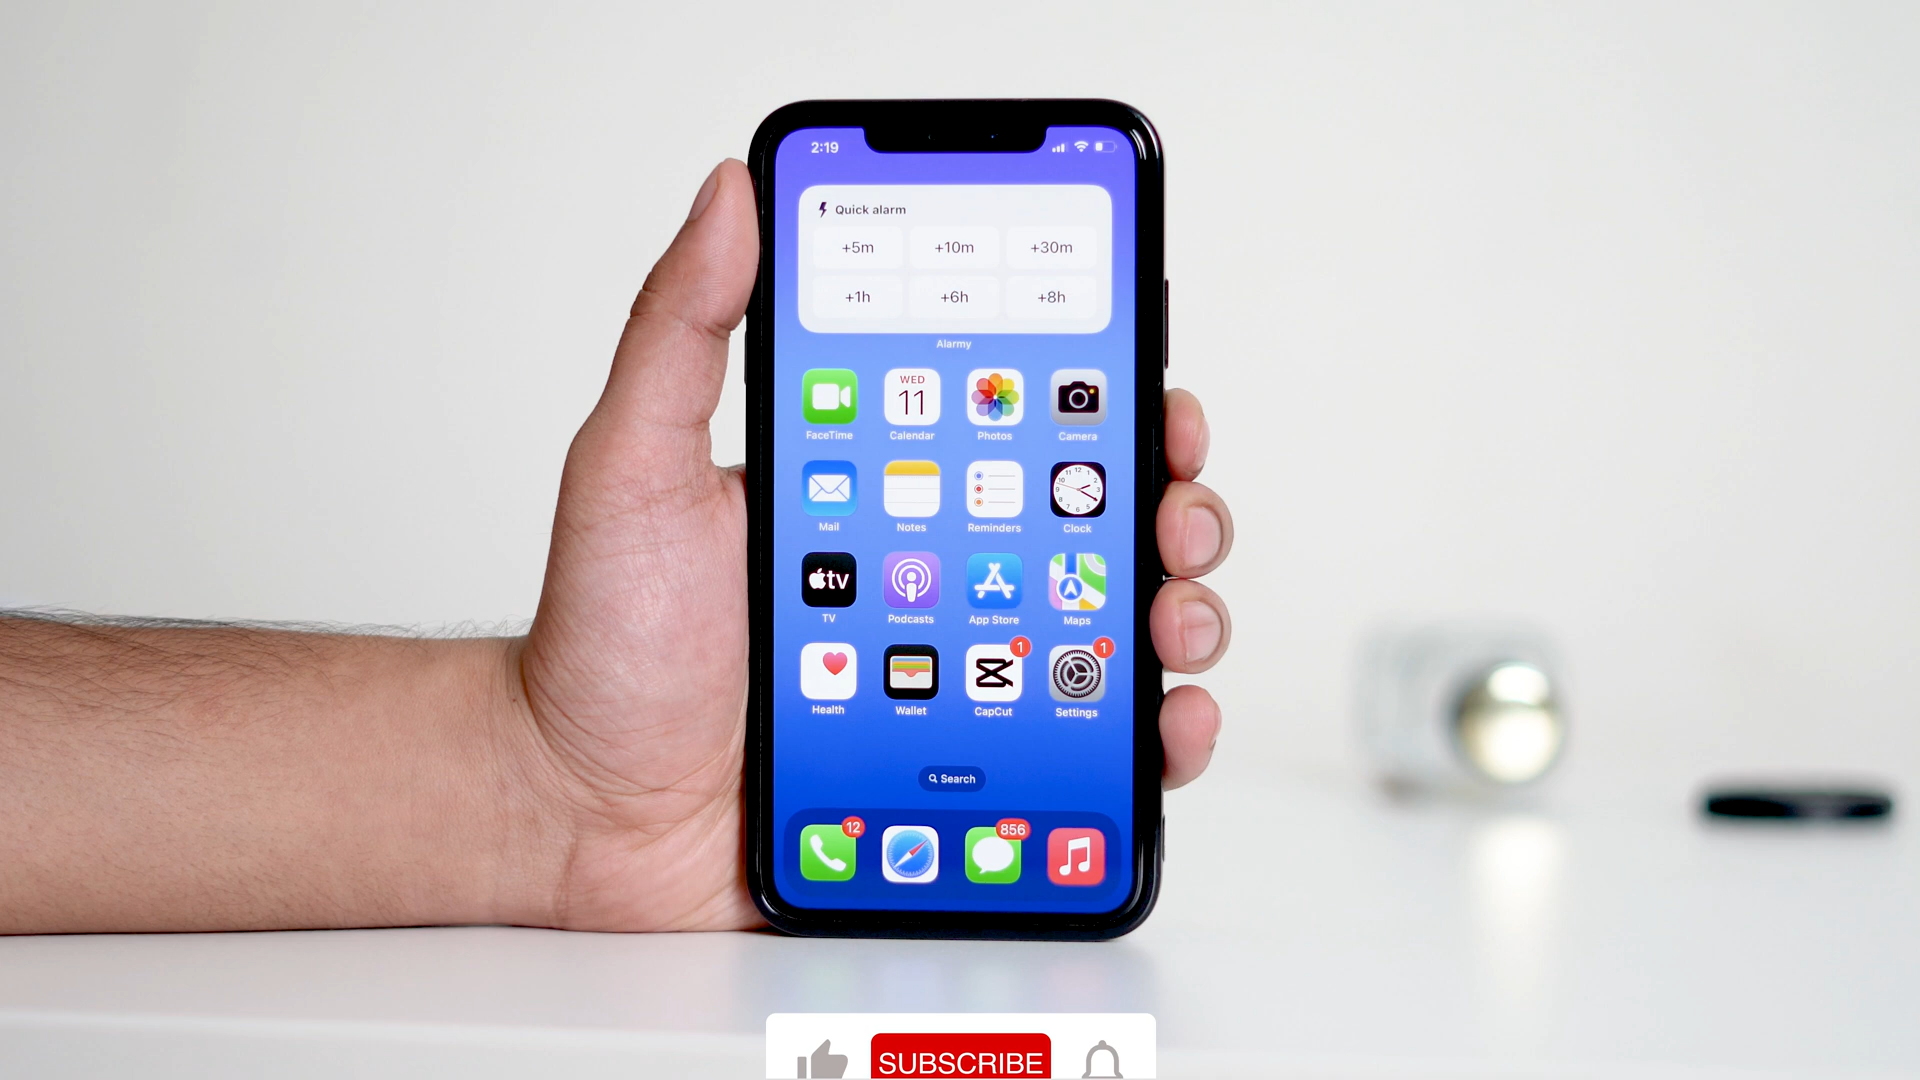 2:19
Quick alarm
+5m +10m +30m
+1h +6h +8h
Alarmy
WED
11
FaceTime Calendar Photos Camera
Mail Notes Reminders Clock
tv
TV Podcasts App Store Maps
1 1
Health Wallet CapCut Settings
Search
12 856
SUBSCRIBE